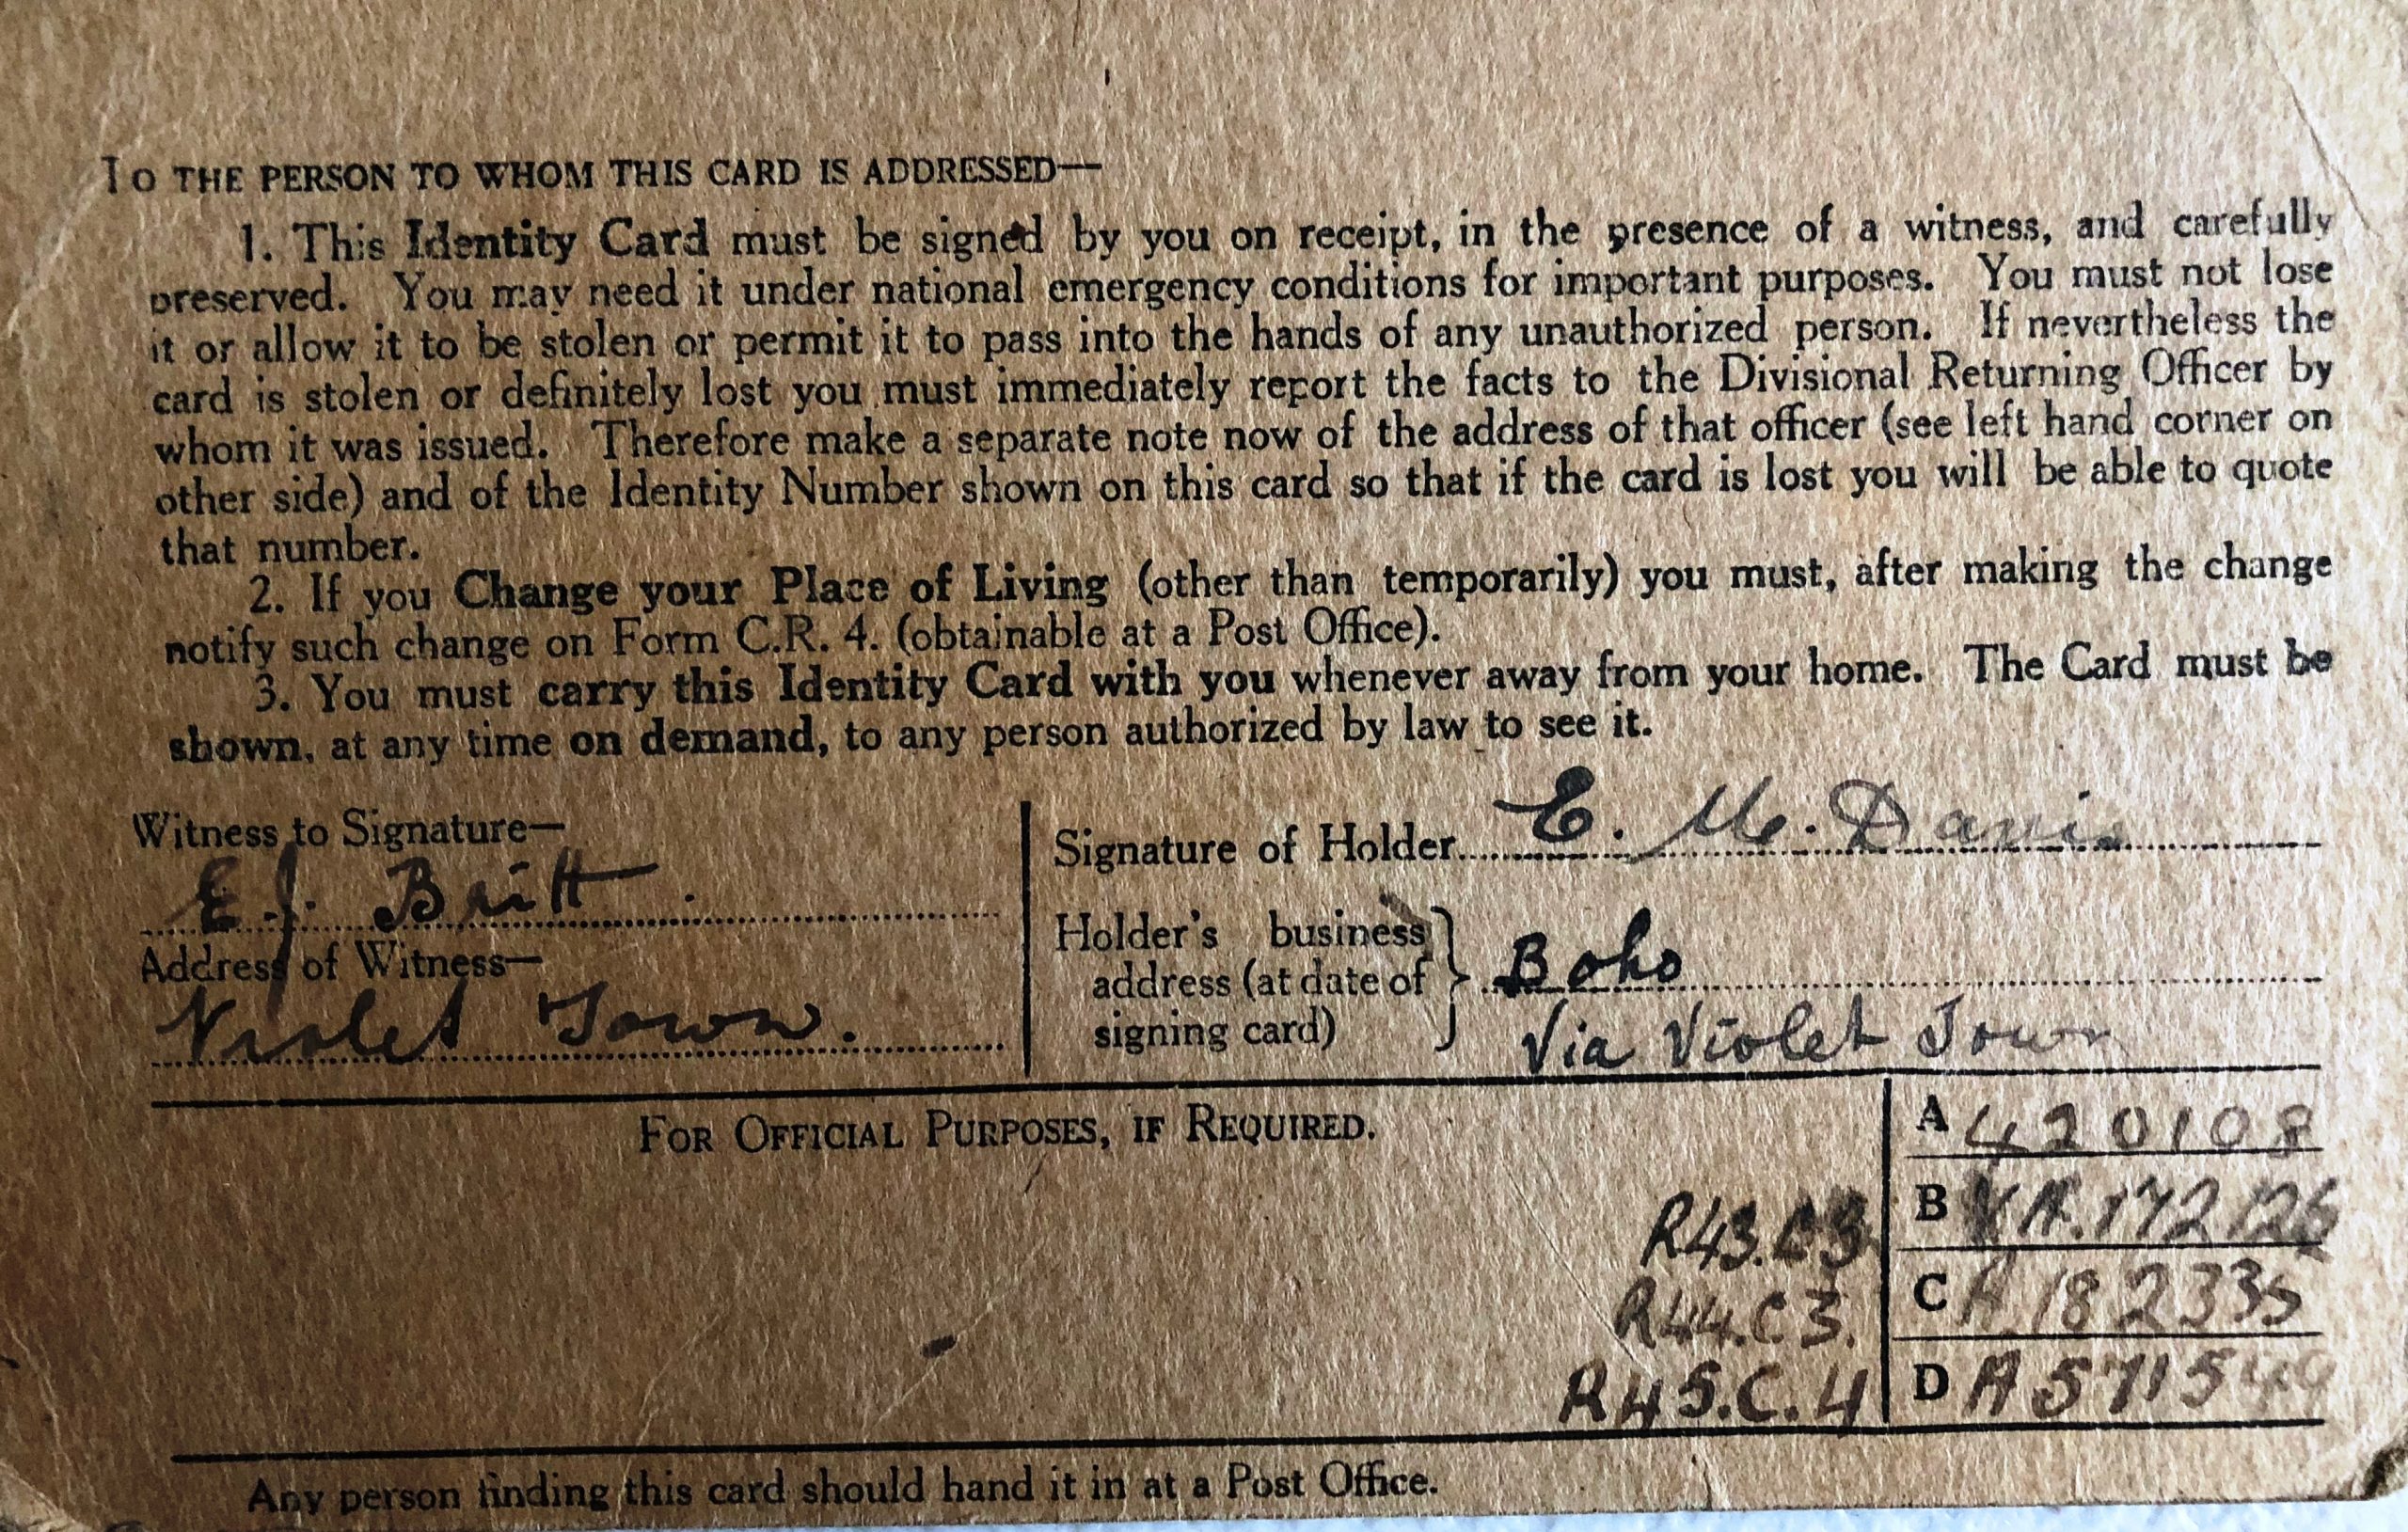 TO THE PERSON TO WHOM THIS CARD IS ADDRESSED—
1. This Identity Card must be signed by you on receipt, in the presence of a witness, and carefully
preserved. You may need it under national emergency conditions for important purposes. You must not lose
it or allow it to be stolen or permit it to pass into the hands of any unauthorized person. If nevertheless the
card is stolen or definitely lost you must immediately report the facts to the Divisional Returning Officer by
whom it was issued. Therefore make a separate note now of the address of that officer (see left hand corner on
other side) and of the Identity Number shown on this card so that if the card is lost you will be able to quote
that number.
2. If you Change your Place of Living (other than temporarily) you must, after making the change
notify such change on Form C.R. 4. (obtainable at a Post Office).
3. You must carry this Identity Card with you whenever away from your home. The Card must be
shown, at any time on demand, to any person authorized by law to see it.
Witness to Signature—
E. J. Britt.
Address of Witness—
Violet Town.
Signature of Holder E. M. Davis
Holder's business
address (at date of
signing card)
Boho
Via Violet Town
FOR OFFICIAL PURPOSES, IF REQUIRED.
R43.C3
R44.C3.
R45.C.4
A 420108
B VA.172126
C A.182335
D A 571540
Any person finding this card should hand it in at a Post Office.